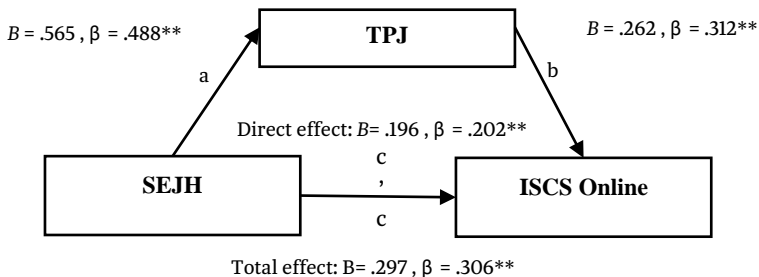 B = .565 , β = .488**
TPJ
B = .262 , β = .312**
a
b
Direct effect: B= .196 , β = .202**
c
,
SEJH
ISCS Online
c
Total effect: B= .297 , β = .306**